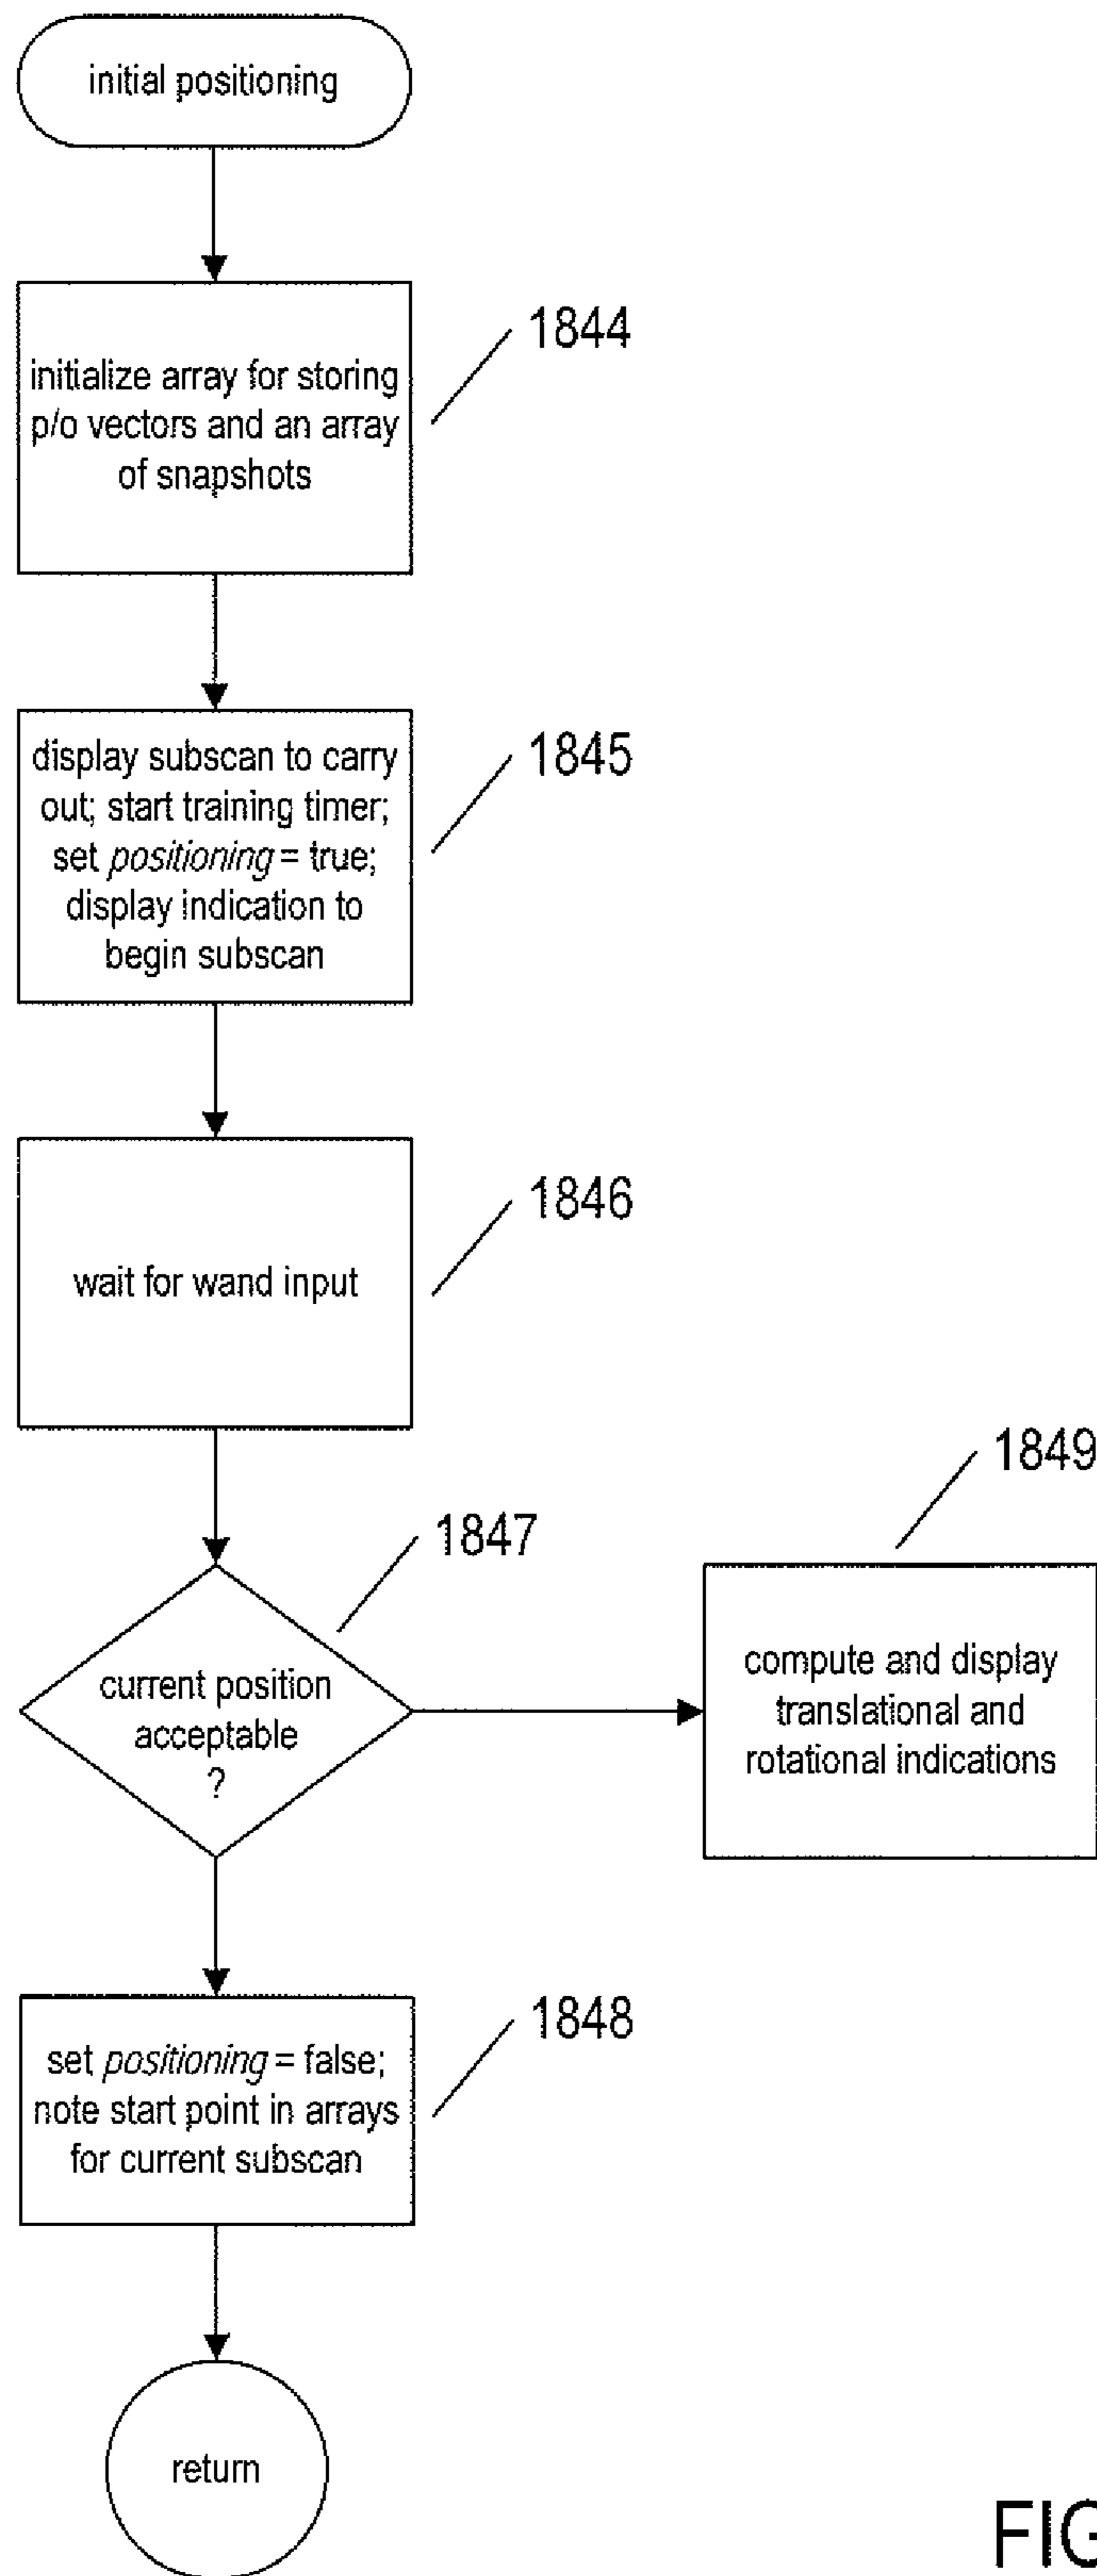 initial positioning
1844
initialize array for storing
p/o vectors and an array
of snapshots
1845
display subscan to carry
out; start training timer;
set positioning = true;
display indication to
begin subscan
1846
wait for wand input
1847
current position
acceptable
?
1849
compute and display
translational and
rotational indications
1848
set positioning = false;
note start point in arrays
for current subscan
return
FIG